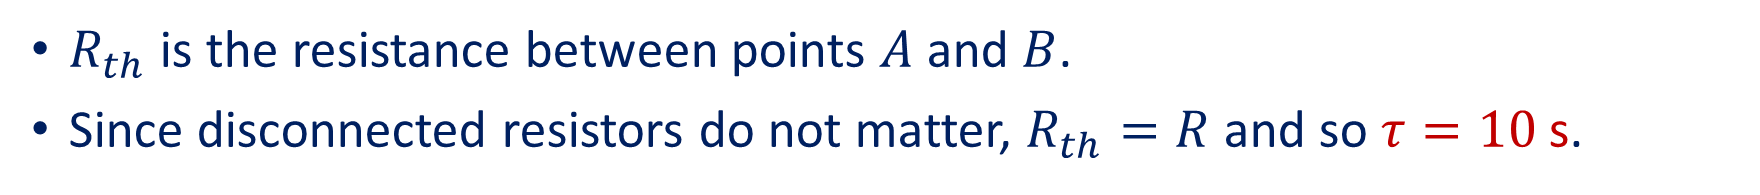 • R_th is the resistance between points A and B.
• Since disconnected resistors do not matter, R_th = R and so τ = 10 s.